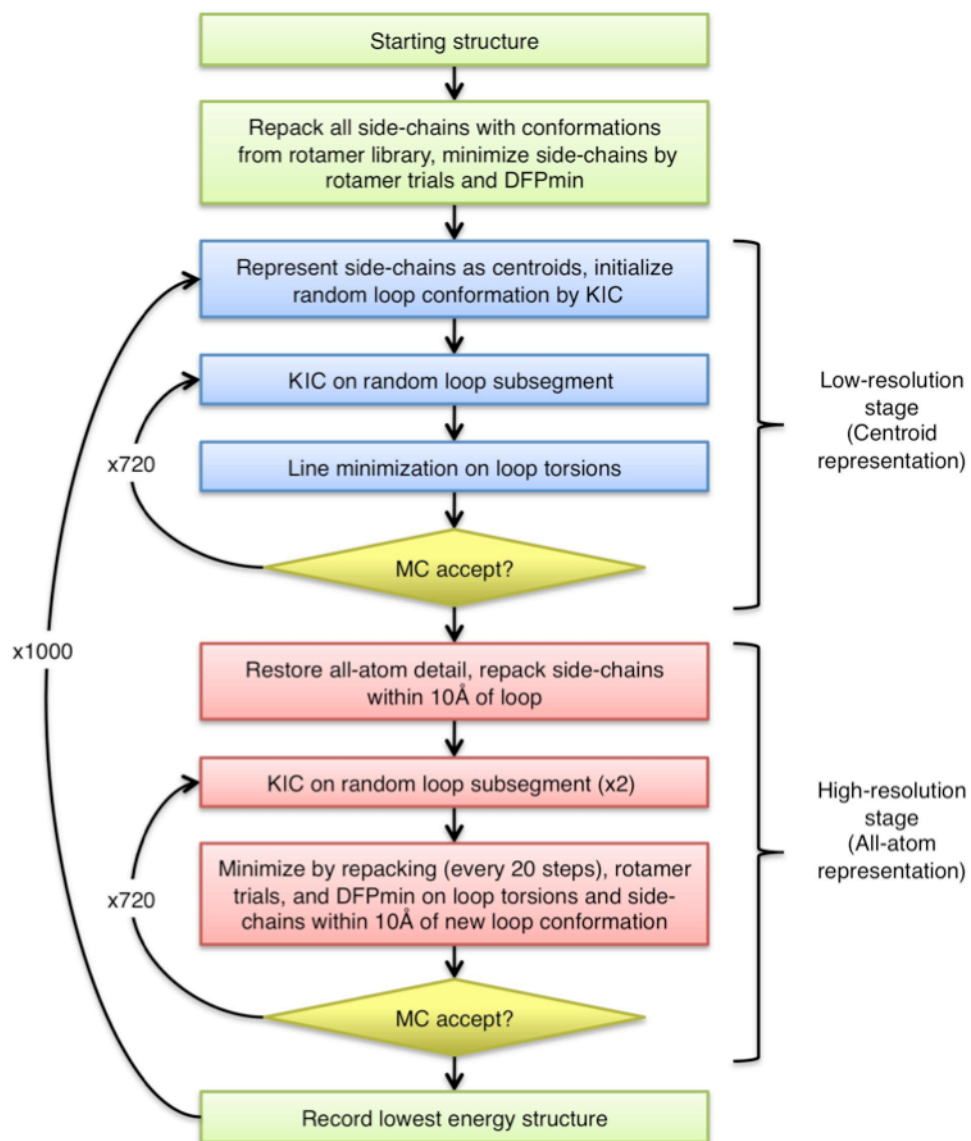 Starting structure
Repack all side-chains with conformations
from rotamer library, minimize side-chains by
rotamer trials and DFPmin
Represent side-chains as centroids, initialize
random loop conformation by KIC
KIC on random loop subsegment
Low-resolution
stage
(Centroid
representation)
x720
Line minimization on loop torsions
MC accept?
x1000
Restore all-atom detail, repack side-chains
within 10Å of loop
KIC on random loop subsegment (x2)
High-resolution
stage
(All-atom
representation)
x720
Minimize by repacking (every 20 steps), rotamer
trials, and DFPmin on loop torsions and side-
chains within 10Å of new loop conformation
MC accept?
Record lowest energy structure